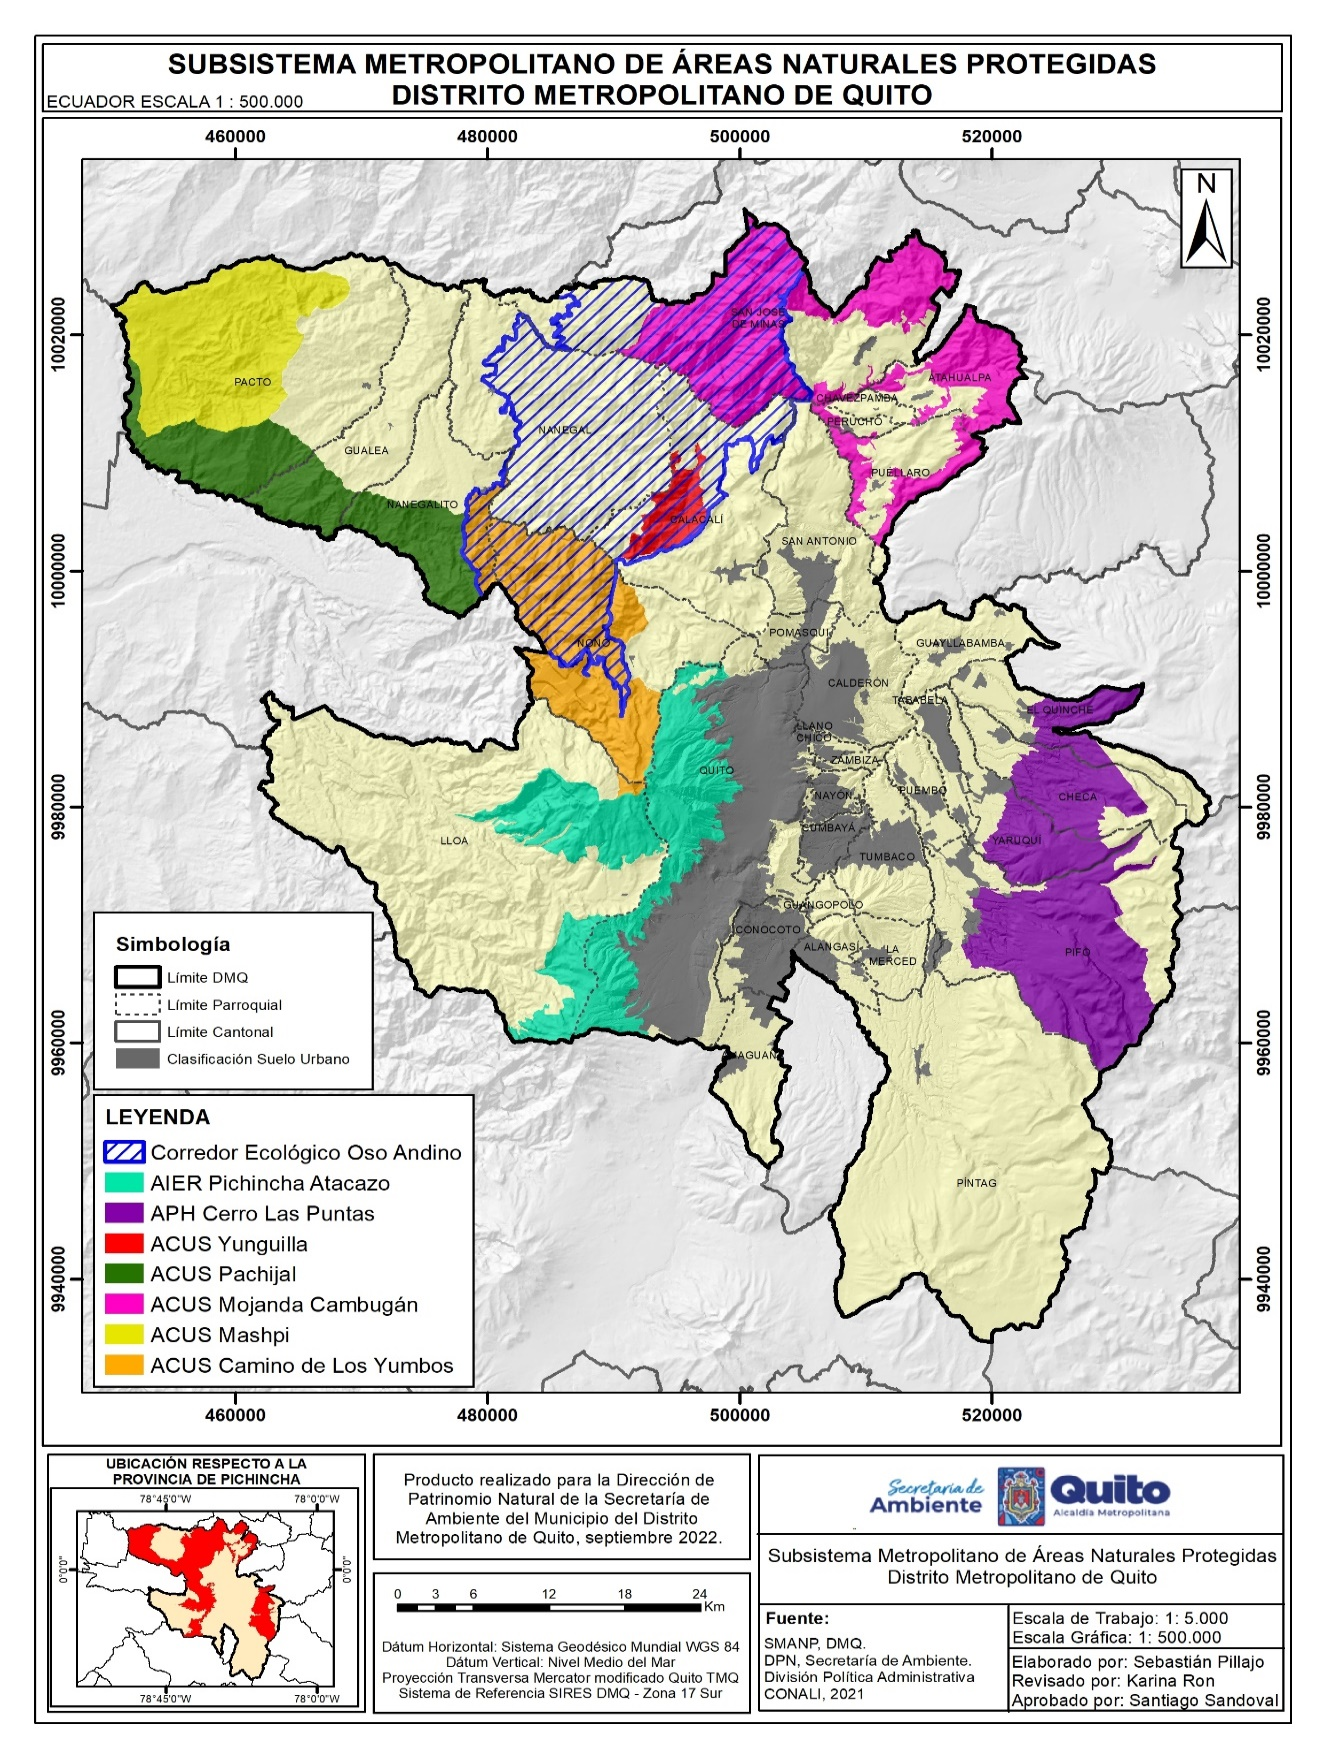 SUBSISTEMA METROPOLITANO DE ÁREAS NATURALES PROTEGIDAS
DISTRITO METROPOLITANO DE QUITO
ECUADOR ESCALA 1 : 500.000
460000
480000
500000
520000
10020000
10000000
9980000
9960000
9940000
10020000
10000000
9980000
9960000
9940000
N
SAN JOSE
DE MINAS
PACTO
ATAHUALPA
CHAVEZPAMBA
PERUCHO
NANEGAL
GUALEA
PUELLARO
NANEGALITO
CALACALÍ
SAN ANTONIO
POMASQUI
NONO
GUAYLLABAMBA
CALDERÓN
TABABELA
EL QUINCHE
LLANO
CHICO
ZAMBIZA
QUITO
PUEMBO
NAYÓN
CHECA
CUMBAYÁ
LLOA
YARUQUI
TUMBACO
GUANGOPOLO
CONOCOTO
ALANGASÍ
LA
MERCED
PIFO
PÍNTAG
Simbología
Límite DMQ
Límite Parroquial
Límite Cantonal
Clasificación Suelo Urbano
LEYENDA
Corredor Ecológico Oso Andino
AIER Pichincha Atacazo
APH Cerro Las Puntas
ACUS Yunguilla
ACUS Pachijal
ACUS Mojanda Cambugán
ACUS Mashpi
ACUS Camino de Los Yumbos
460000
480000
500000
520000
UBICACIÓN RESPECTO A LA
PROVINCIA DE PICHINCHA
78°45'0"W
78°0'0"W
0°0'0"
0°0'0"
78°45'0"W
78°0'0"W
Producto realizado para la Dirección de
Patrinomio Natural de la Secretaría de
Ambiente del Municipio del Distrito
Metropolitano de Quito, septiembre 2022.
0 3 6 12 18 24
Km
Dátum Horizontal: Sistema Geodésico Mundial WGS 84
Dátum Vertical: Nivel Medio del Mar
Proyección Transversa Mercator modificado Quito TMQ
Sistema de Referencia SIRES DMQ - Zona 17 Sur
Secretaría de
Ambiente
Quito
Alcaldía Metropolitana
Subsistema Metropolitano de Áreas Naturales Protegidas
Distrito Metropolitano de Quito
Fuente:
SMANP, DMQ.
DPN, Secretaría de Ambiente.
División Política Administrativa
CONALI, 2021
Escala de Trabajo: 1: 5.000
Escala Gráfica: 1: 500.000
Elaborado por: Sebastián Pillajo
Revisado por: Karina Ron
Aprobado por: Santiago Sandoval